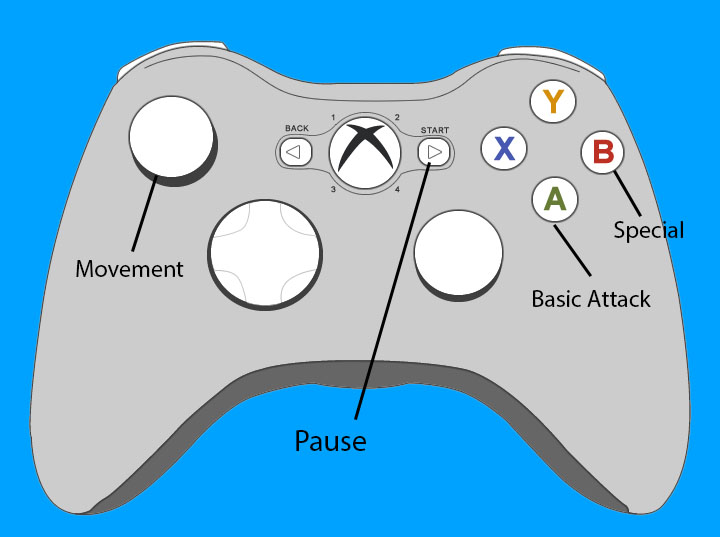 Y
1 2
BACK START
X B
3 4
A
Special
Movement
Basic Attack
Pause